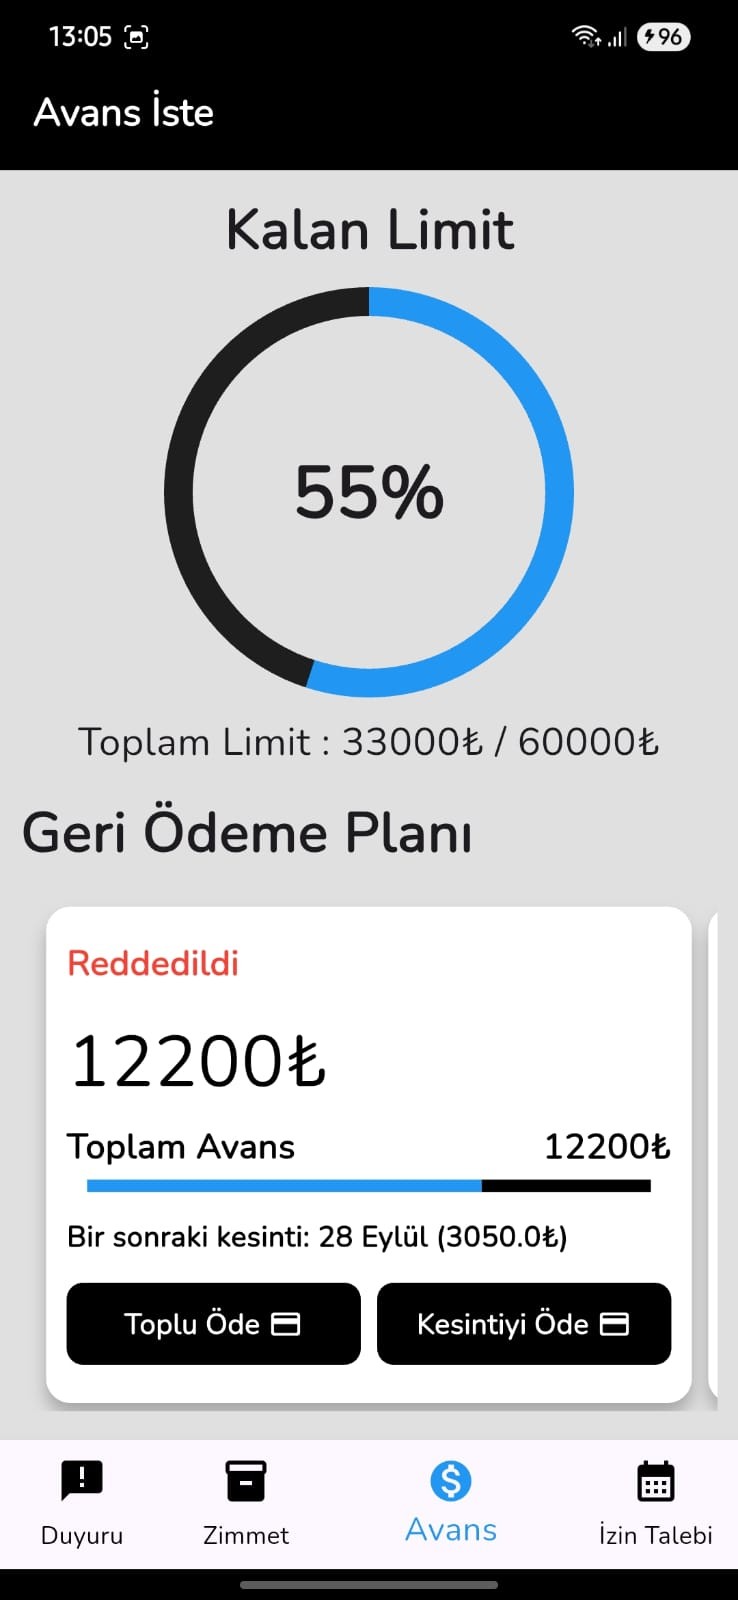 13:05
96
Avans İste
Kalan Limit
55%
Toplam Limit : 33000₺ / 60000₺
Geri Ödeme Planı
Reddedildi
12200₺
Toplam Avans 12200₺
Bir sonraki kesinti: 28 Eylül (3050.0₺)
Toplu Öde
Kesintiyi Öde
Duyuru
Zimmet
Avans
İzin Talebi